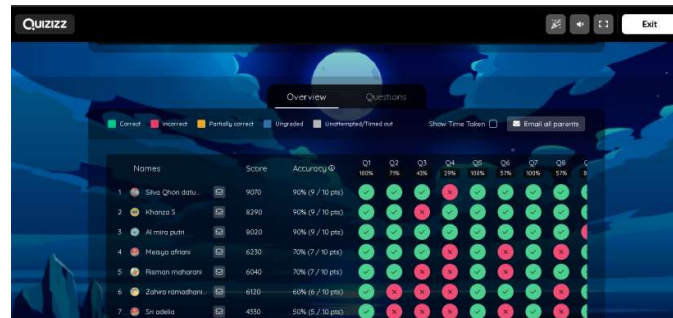 QUIZIZZ
Exit
Overview Questions
Correct Incorrect Partially correct Ungraded Unattempted/Timed out Show Time Taken Email all parents
Names Score Accuracy Q1 Q2 Q3 Q4 Q5 Q6 Q7 Q8
100% 71% 43% 29% 100% 57% 100% 57% 8
1 Silva Qhori datu... 9070 90% (9 / 10 pts)
2 Khanza S 8290 90% (9 / 10 pts)
3 Al mira putri 8020 90% (9 / 10 pts)
4 Meisya afriani 6230 70% (7 / 10 pts)
5 Risman maharani 6040 70% (7 / 10 pts)
6 Zahira ramadhani... 6120 60% (6 / 10 pts)
7 Sri adelia 4330 50% (5 / 10 pts)